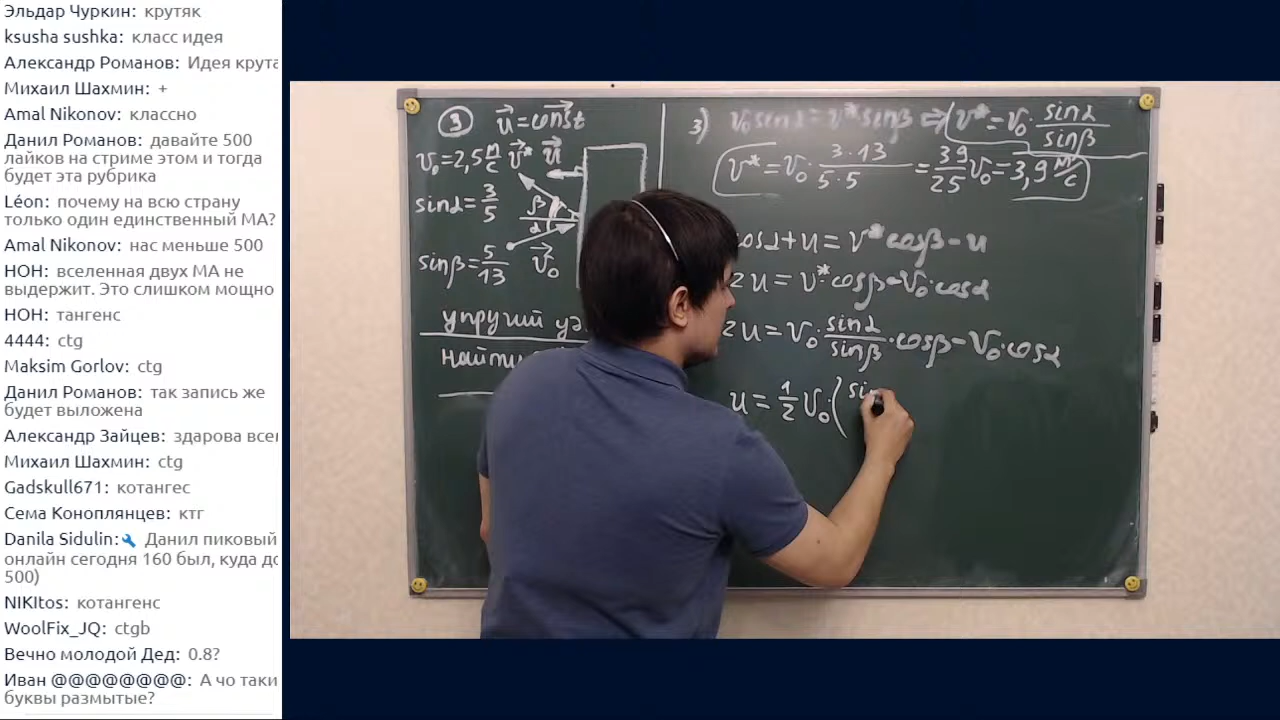 Эльдар Чуркин: крутяк
ksusha sushka: класс идея
Александр Романов: Идея крута
Михаил Шахмин: +
Amal Nikonov: классно
Данил Романов: давайте 500
лайков на стриме этом и тогда
будет эта рубрика
Léon: почему на всю страну
только один единственный МА?
Amal Nikonov: нас меньше 500
НОН: вселенная двух МА не
выдержит. Это слишком мощно
НОН: тангенс
4444: ctg
Maksim Gorlov: ctg
Данил Романов: так запись же
будет выложена
Александр Зайцев: здарова все
Михаил Шахмин: ctg
Gadskull671: котангес
Сема Коноплянцев: ктг
Danila Sidulin: Данил пиковый
онлайн сегодня 160 был, куда до
500)
NIKItos: котангенс
WoolFix_JQ: ctgb
Вечно молодой Дед: 0.8?
Иван @@@@@@@@: А чо таки
буквы размытые?
3 u⃗ = const
v₀ = 2,5 м/с v⃗* u⃗
sinα = 3/5
β
α
sinβ = 5/13 v⃗₀
упругий
3) v₀ sinα = v* sinβ ⇒ v* = v₀ · sinα/sinβ
v* = v₀ · 3·13/5·5 = 39/25 v₀ = 3,9 м/с
cosα + u = v* cosβ − u
2u = v* · cosβ − v₀ · cosα
2u = v₀ · sinα/sinβ · cosβ − v₀ · cosα
u = 1/2 v₀ · (si